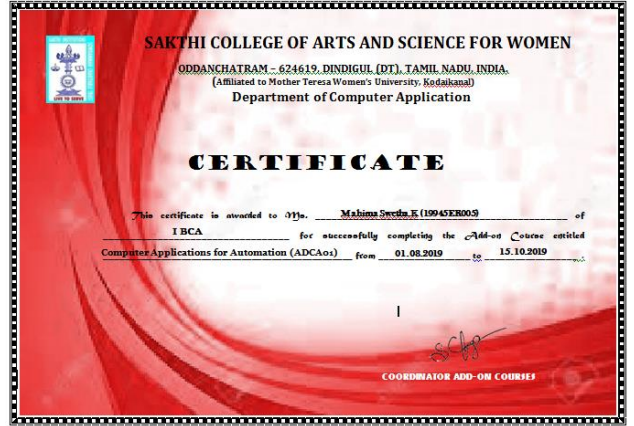 SAKTHI COLLEGE OF ARTS AND SCIENCE FOR WOMEN
ODDANCHATRAM – 624619, DINDIGUL (DT), TAMIL NADU, INDIA,
(Affiliated to Mother Teresa Women's University, Kodaikanal)
Department of Computer Application
CERTIFICATE
This certificate is awarded to Ms. Mahima Swetha.K (19945ER005) of
I BCA for successfully completing the Add-on Course entitled
Computer Applications for Automation (ADCA01) from 01.08.2019 to 15.10.2019
COORDINATOR ADD-ON COURSES
LIVE TO SERVE